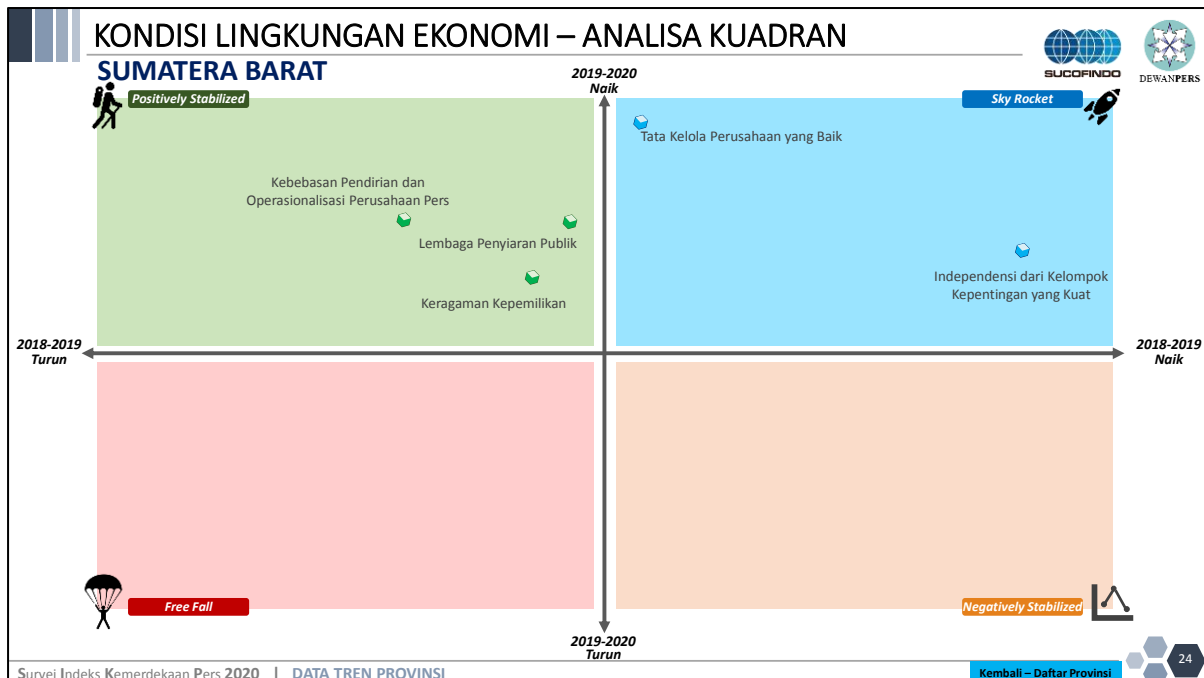 KONDISI LINGKUNGAN EKONOMI – ANALISA KUADRAN
SUMATERA BARAT
SUCOFINDO
DEWANPERS
2019-2020
Naik
Positively Stabilized
Sky Rocket
Tata Kelola Perusahaan yang Baik
Kebebasan Pendirian dan
Operasionalisasi Perusahaan Pers
Lembaga Penyiaran Publik
Keragaman Kepemilikan
Independensi dari Kelompok
Kepentingan yang Kuat
2018-2019
Turun
2018-2019
Naik
Free Fall
Negatively Stabilized
2019-2020
Turun
Survei Indeks Kemerdekaan Pers 2020 | DATA TREN PROVINSI
Kembali – Daftar Provinsi
24